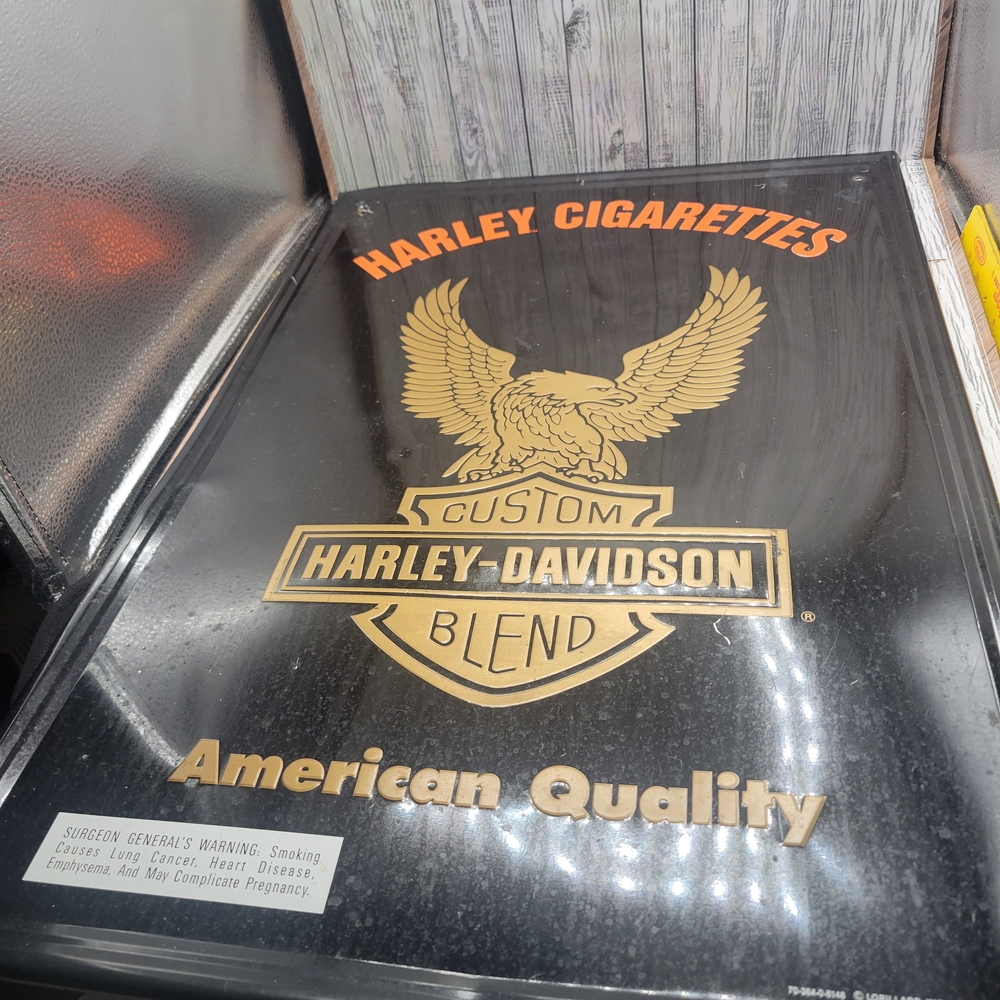 HARLEY CIGARETTES
CUSTOM
HARLEY-DAVIDSON
®
BLEND
American Quality
SURGEON GENERAL'S WARNING: Smoking
Causes Lung Cancer, Heart Disease,
Emphysema, And May Complicate Pregnancy.
©